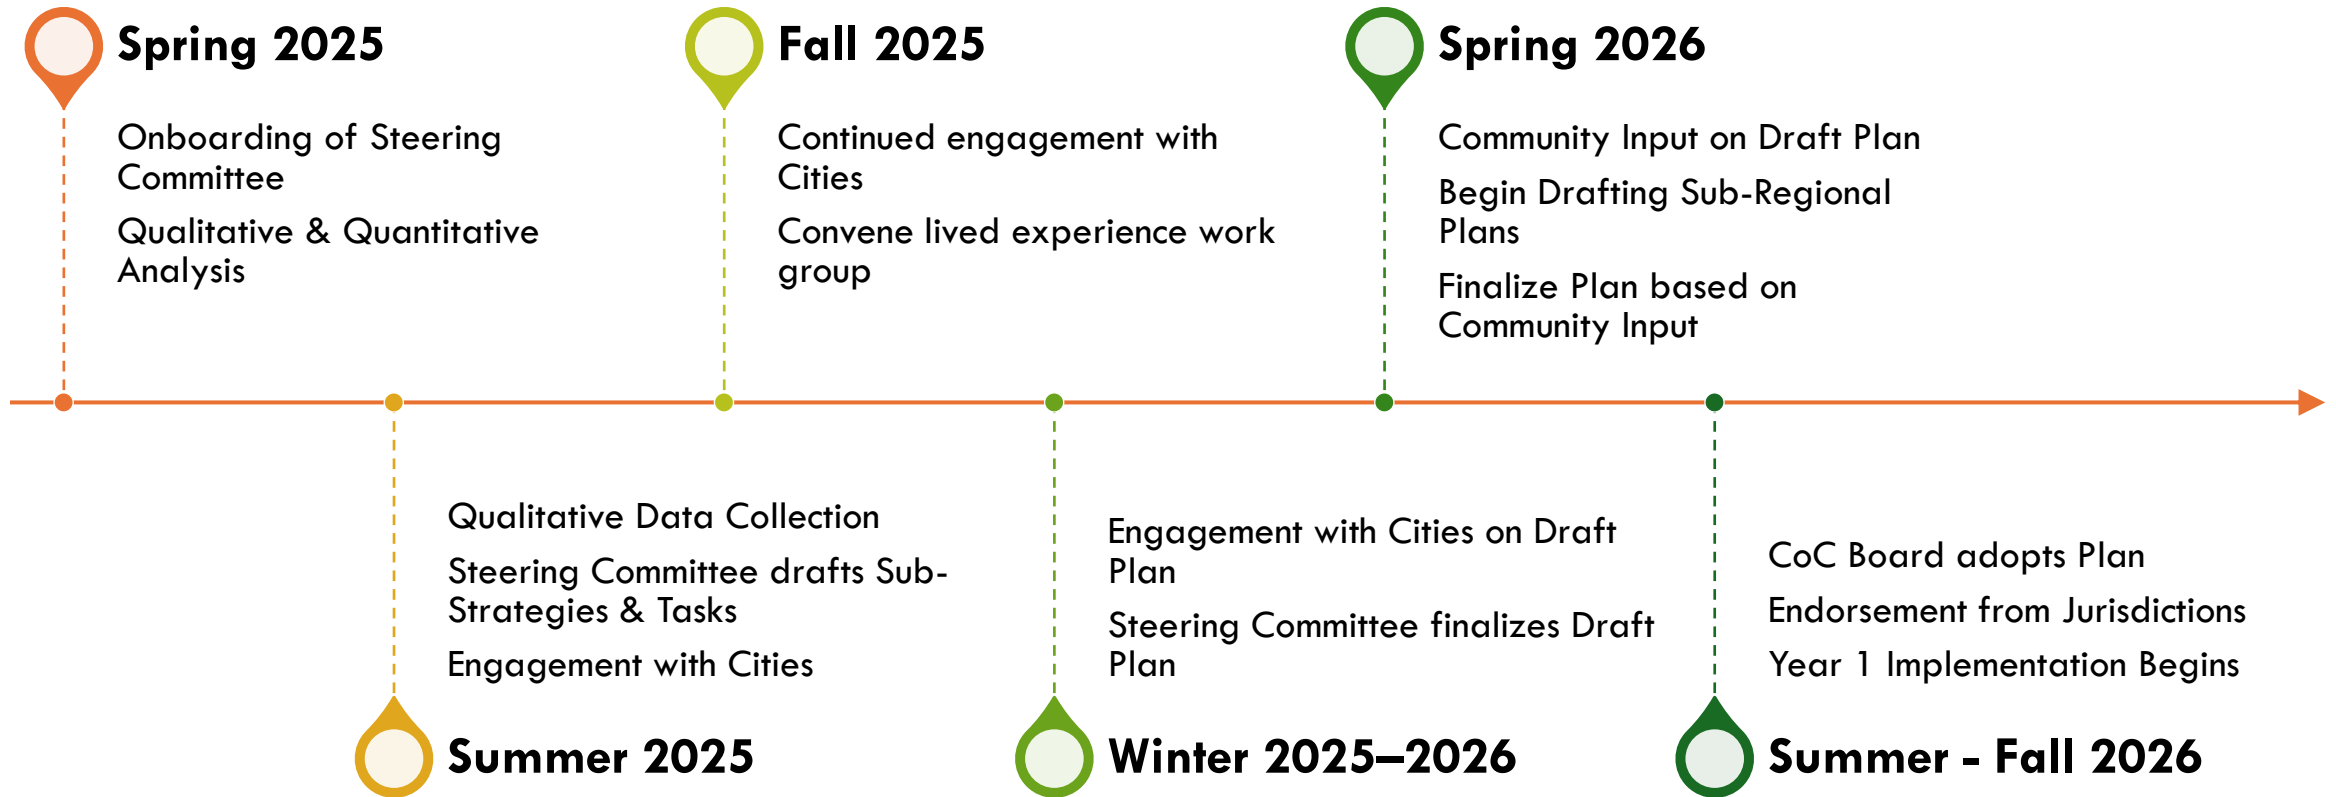 Spring 2025
Onboarding of Steering
Committee
Qualitative & Quantitative
Analysis
Summer 2025
Qualitative Data Collection
Steering Committee drafts Sub-
Strategies & Tasks
Engagement with Cities
Fall 2025
Continued engagement with
Cities
Convene lived experience work
group
Winter 2025–2026
Engagement with Cities on Draft
Plan
Steering Committee finalizes Draft
Plan
Spring 2026
Community Input on Draft Plan
Begin Drafting Sub-Regional
Plans
Finalize Plan based on
Community Input
Summer - Fall 2026
CoC Board adopts Plan
Endorsement from Jurisdictions
Year 1 Implementation Begins